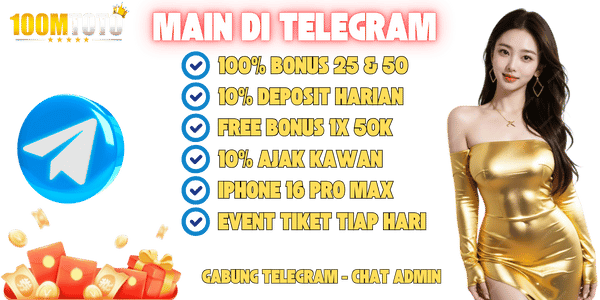 100MTOTO
MAIN DI TELEGRAM
100% BONUS 25 & 50
10% DEPOSIT HARIAN
FREE BONUS 1X 50K
10% AJAK KAWAN
IPHONE 16 PRO MAX
EVENT TIKET TIAP HARI
GABUNG TELEGRAM - CHAT ADMIN